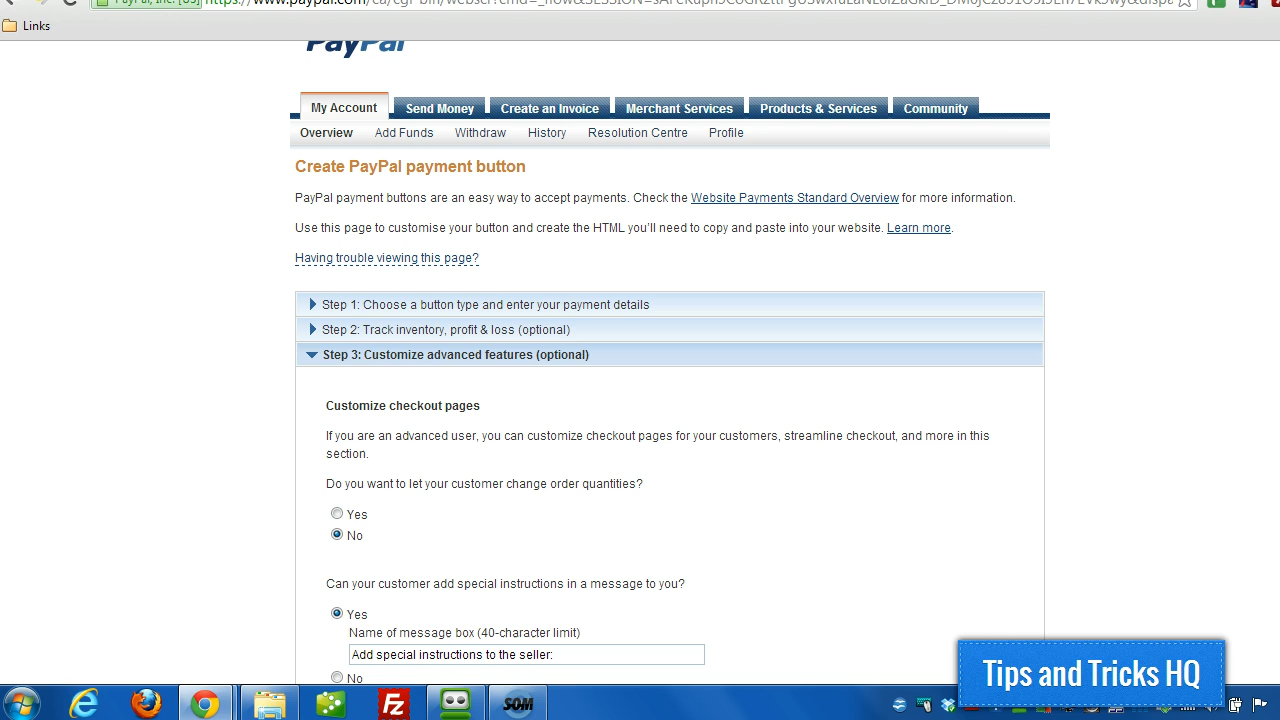 Links
PayPal
My Account Send Money Create an Invoice Merchant Services Products & Services Community
Overview Add Funds Withdraw History Resolution Centre Profile
Create PayPal payment button
PayPal payment buttons are an easy way to accept payments. Check the Website Payments Standard Overview for more information.
Use this page to customise your button and create the HTML you'll need to copy and paste into your website. Learn more.
Having trouble viewing this page?
Step 1: Choose a button type and enter your payment details
Step 2: Track inventory, profit & loss (optional)
Step 3: Customize advanced features (optional)
Customize checkout pages
If you are an advanced user, you can customize checkout pages for your customers, streamline checkout, and more in this
section.
Do you want to let your customer change order quantities?
Yes
No
Can your customer add special instructions in a message to you?
Yes
Name of message box (40-character limit)
Add special instructions to the seller:
No
Tips and Tricks HQ
SOM